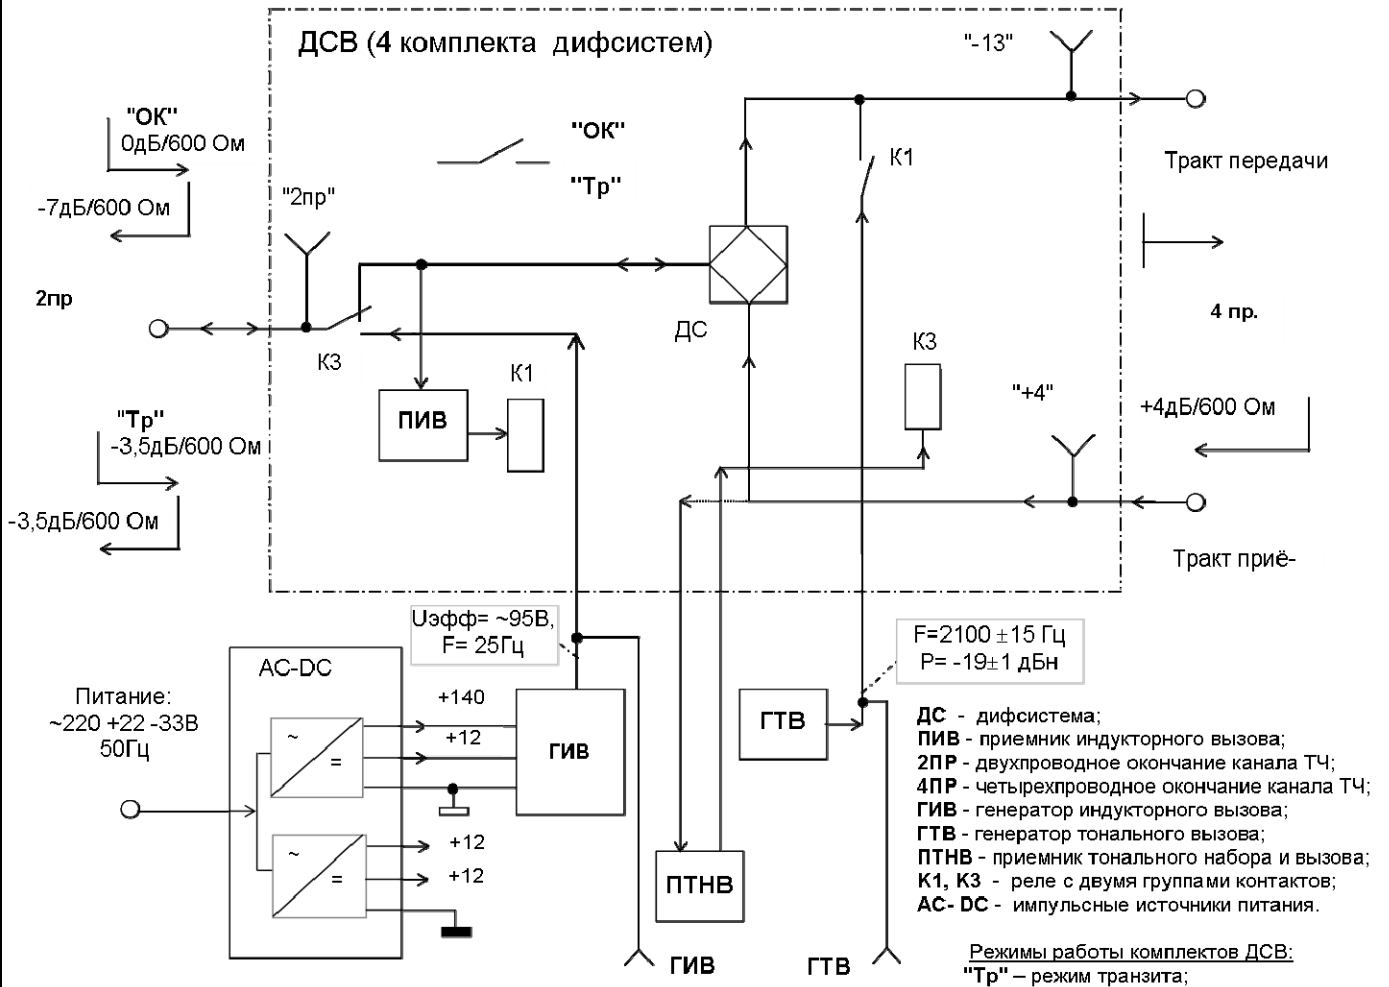 ДСВ (4 комплекта дифсистем)
"-13"
"ОК"
0дБ/600 Ом
-7дБ/600 Ом
"ОК"
"Тр"
К1
Тракт передачи
"2пр"
2пр
К3
ДС
4 пр.
К3
К1
ПИВ
"+4"
+4дБ/600 Ом
"Тр"
-3,5дБ/600 Ом
-3,5дБ/600 Ом
Тракт приё-
Uэфф= ~95В,
F= 25Гц
F=2100 ±15 Гц
P= -19±1 дБн
AC-DC
Питание:
~220 +22 -33В
50Гц
~
=
+140
+12
ГИВ
ГТВ
~
=
+12
+12
ПТНВ
ГИВ
ГТВ
ДС - дифсистема;
ПИВ - приемник индукторного вызова;
2ПР - двухпроводное окончание канала ТЧ;
4ПР - четырехпроводное окончание канала ТЧ;
ГИВ - генератор индукторного вызова;
ГТВ - генератор тонального вызова;
ПТНВ - приемник тонального набора и вызова;
К1, К3 - реле с двумя группами контактов;
AC- DC - импульсные источники питания.
Режимы работы комплектов ДСВ:
"Тр" – режим транзита;